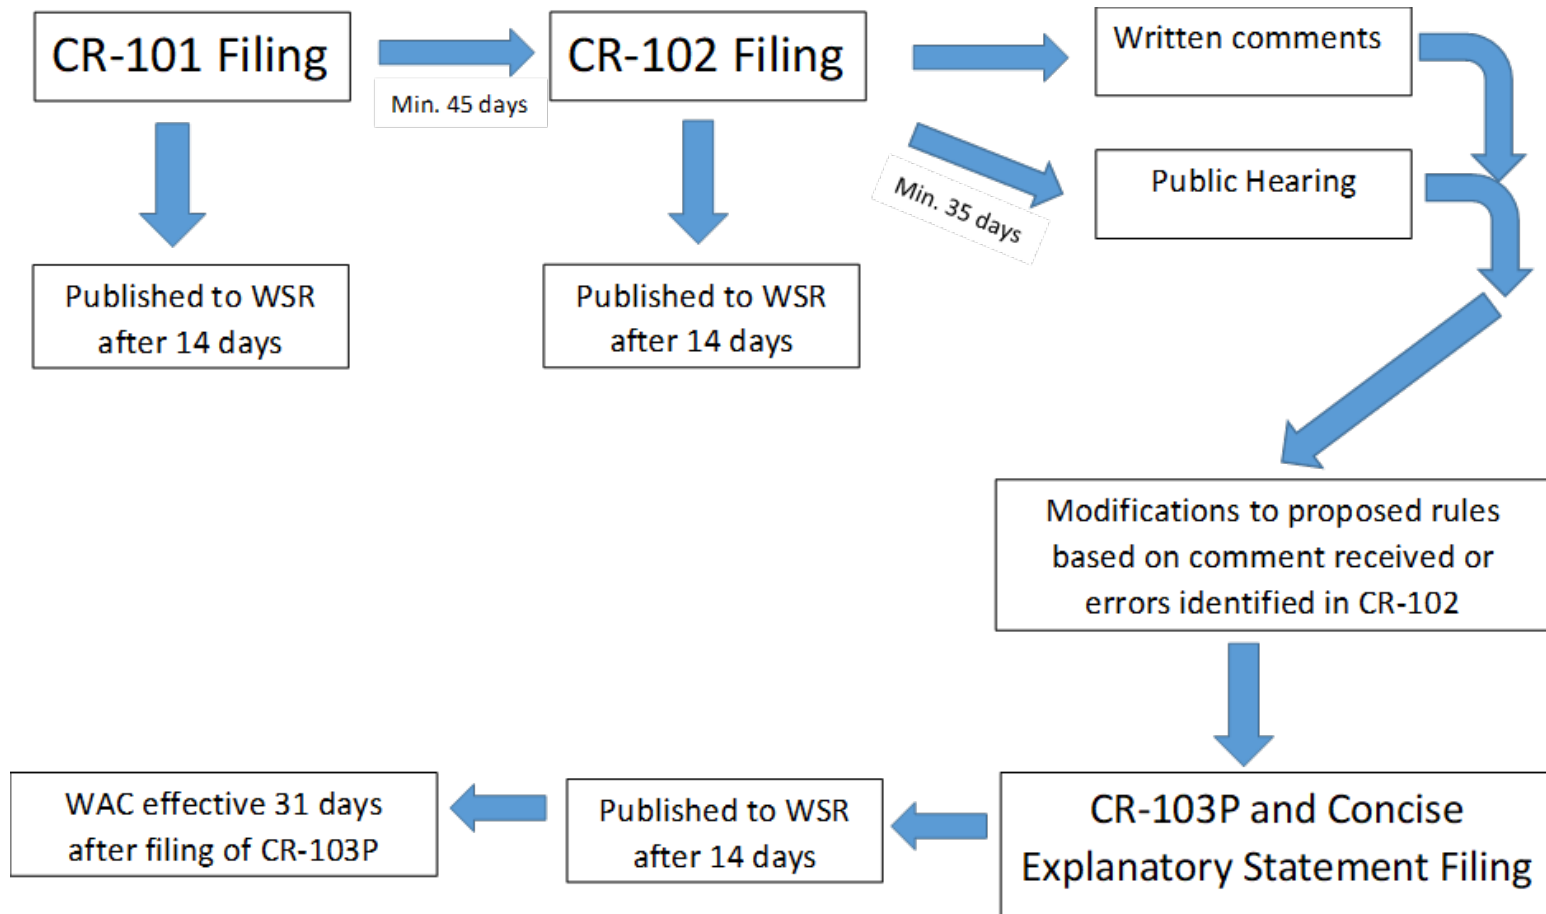 CR-101 Filing
Min. 45 days
CR-102 Filing
Written comments
Min. 35 days
Public Hearing
Published to WSR
after 14 days
Published to WSR
after 14 days
Modifications to proposed rules
based on comment received or
errors identified in CR-102
CR-103P and Concise
Explanatory Statement Filing
Published to WSR
after 14 days
WAC effective 31 days
after filing of CR-103P